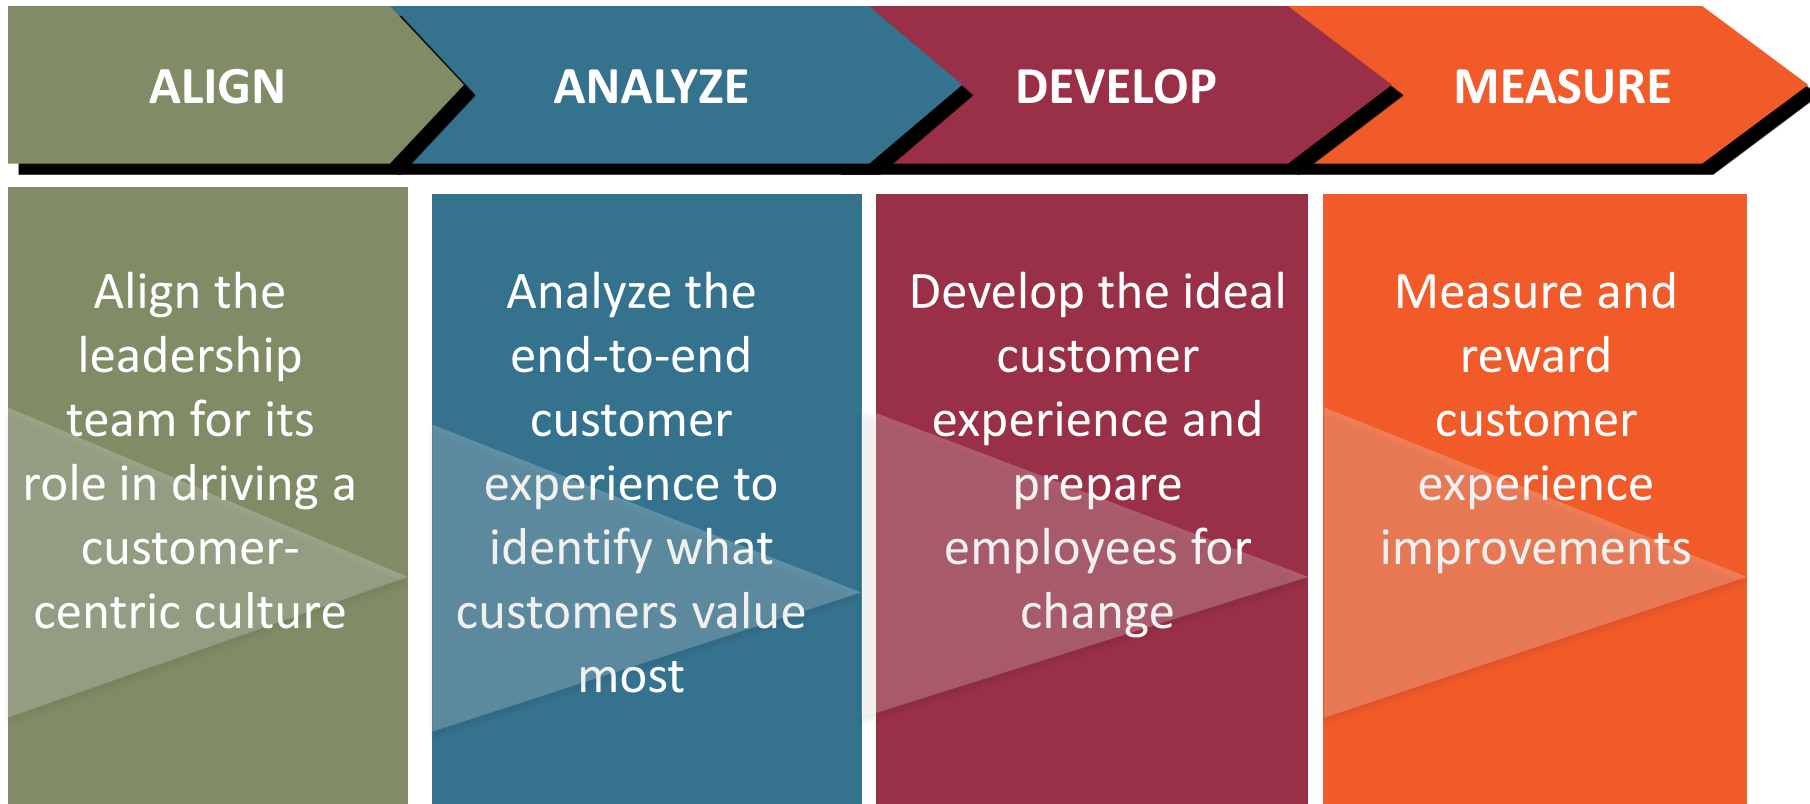 ALIGN
ANALYZE
DEVELOP
MEASURE
Align the
leadership
team for its
role in driving a
customer-
centric culture
Analyze the
end-to-end
customer
experience to
identify what
customers value
most
Develop the ideal
customer
experience and
prepare
employees for
change
Measure and
reward
customer
experience
improvements